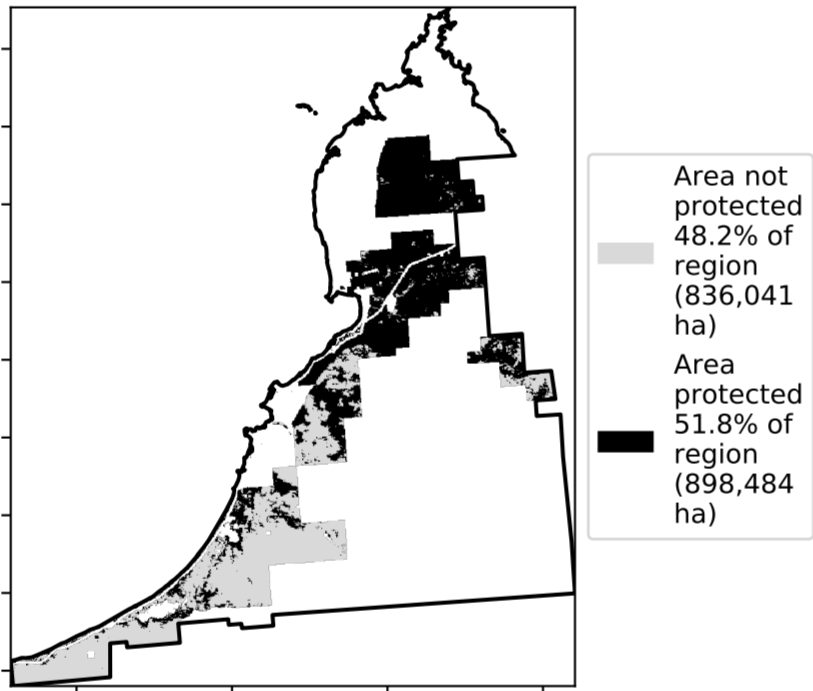 Area not
protected
48.2% of
region
(836,041
ha)
Area
protected
51.8% of
region
(898,484
ha)